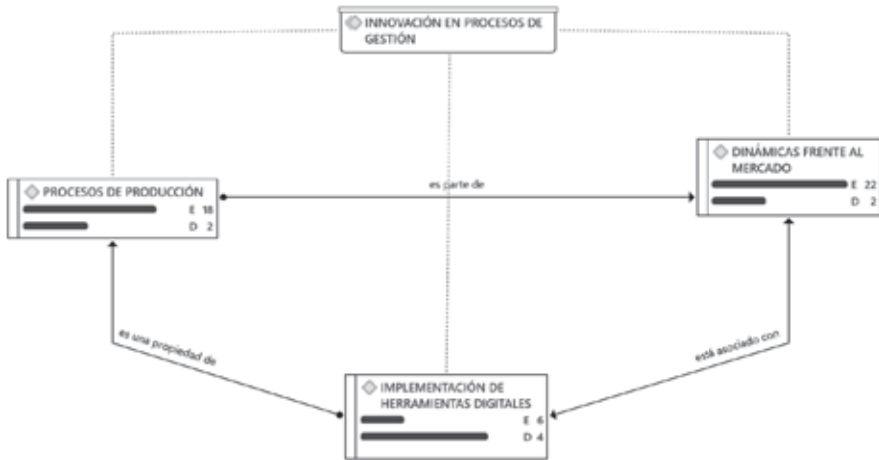 INNOVACIÓN EN PROCESOS DE
GESTIÓN
DINÁMICAS FRENTE AL
MERCADO
E 22
D 2
PROCESOS DE PRODUCCIÓN
E 18
D 2
es parte de
es una propiedad de
está asociado con
IMPLEMENTACIÓN DE
HERRAMIENTAS DIGITALES
E 6
D 4